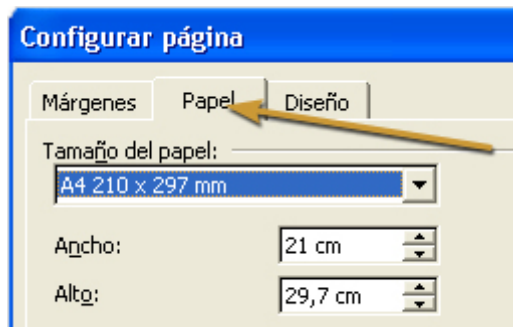 Configurar página
Márgenes Papel Diseño
Tamaño del papel:
A4 210 x 297 mm
Ancho: 21 cm
Alto: 29,7 cm